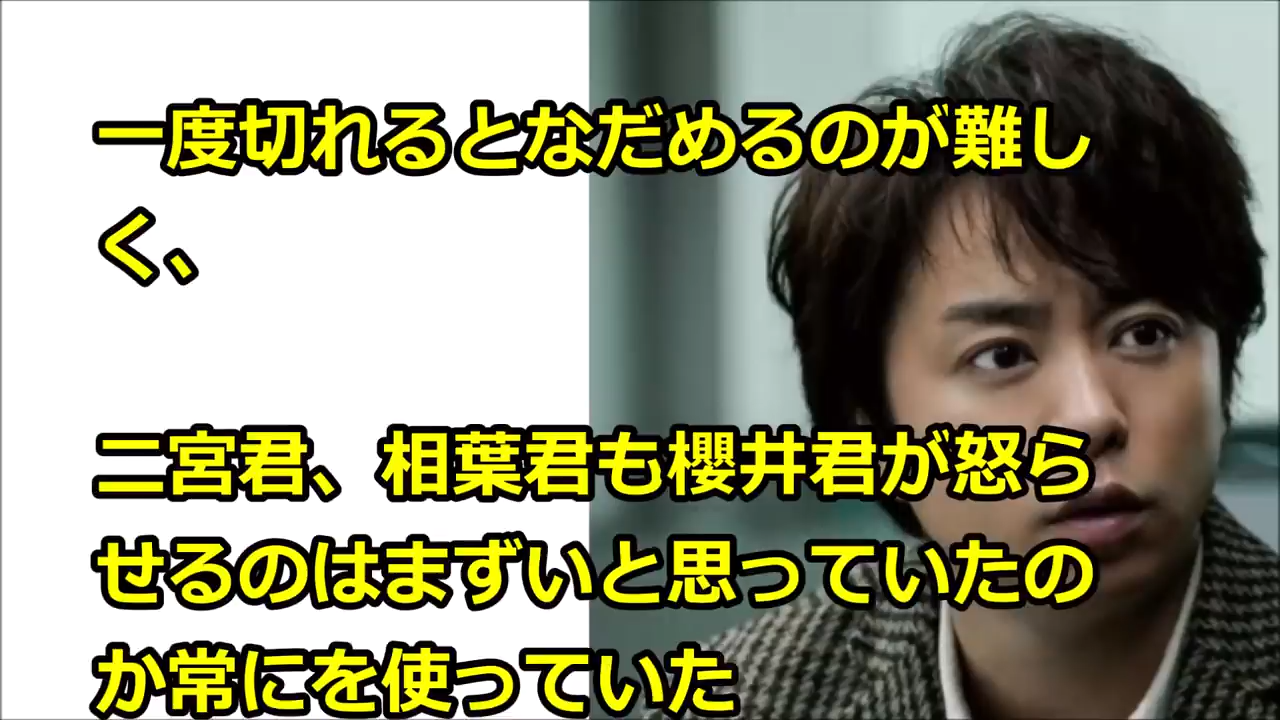 一度切れるとなだめるのが難し
く、
二宮君、相葉君も櫻井君が怒ら
せるのはまずいと思っていたの
か常にを使っていた